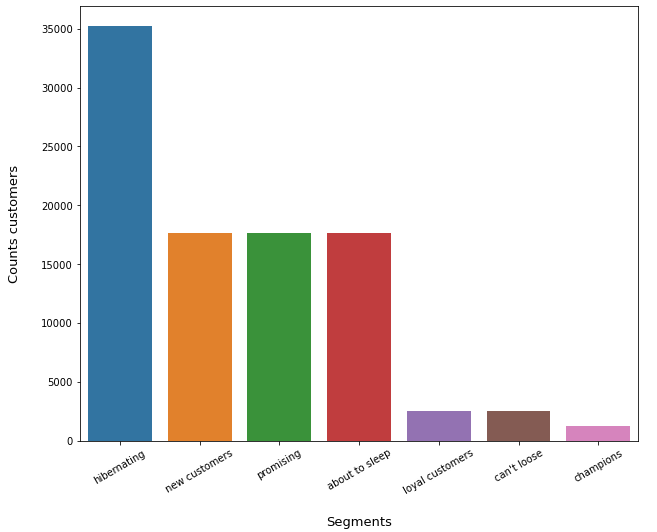 35000
30000
25000
20000
15000
10000
5000
0
Counts customers
hibernating
new customers
promising
about to sleep
loyal customers
can't loose
champions
Segments